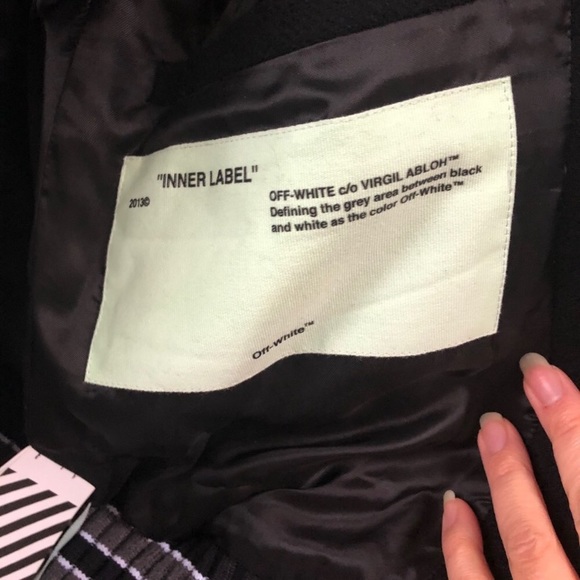 "INNER LABEL"
2013©
OFF-WHITE c/o VIRGIL ABLOH™
Defining the grey area between black
and white as the color Off-White™
Off-White™